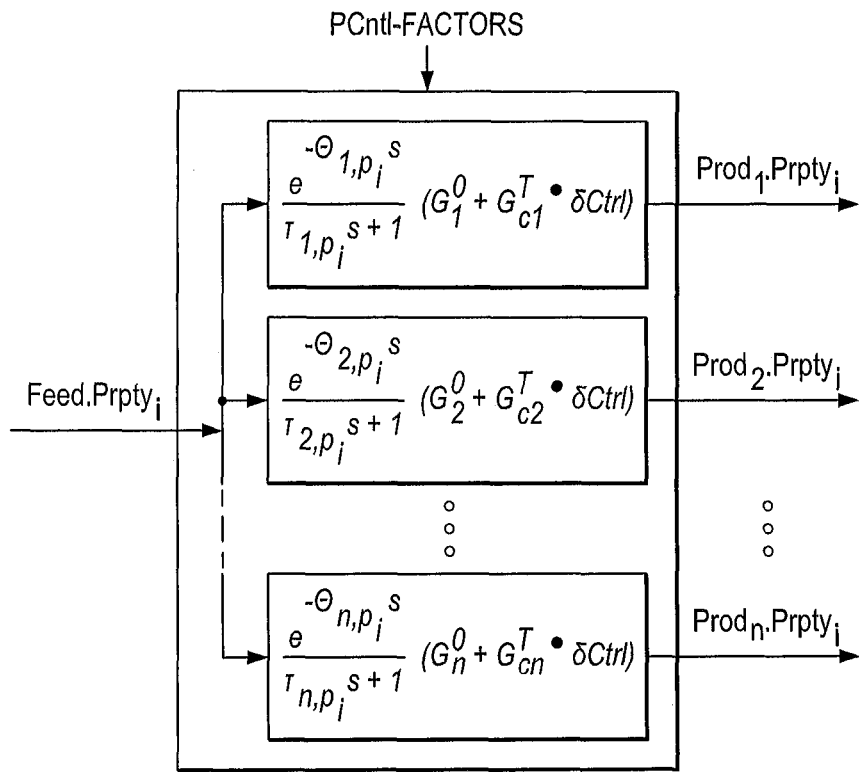 PCntl-FACTORS
e^{-Θ_{1,p_i} s} / τ_{1,p_i} s + 1 (G_1^0 + G_{c1}^T • δCtrl)
Prod_1.Prpty_i
Feed.Prpty_i
e^{-Θ_{2,p_i} s} / τ_{2,p_i} s + 1 (G_2^0 + G_{c2}^T • δCtrl)
Prod_2.Prpty_i
e^{-Θ_{n,p_i} s} / τ_{n,p_i} s + 1 (G_n^0 + G_{cn}^T • δCtrl)
Prod_n.Prpty_i